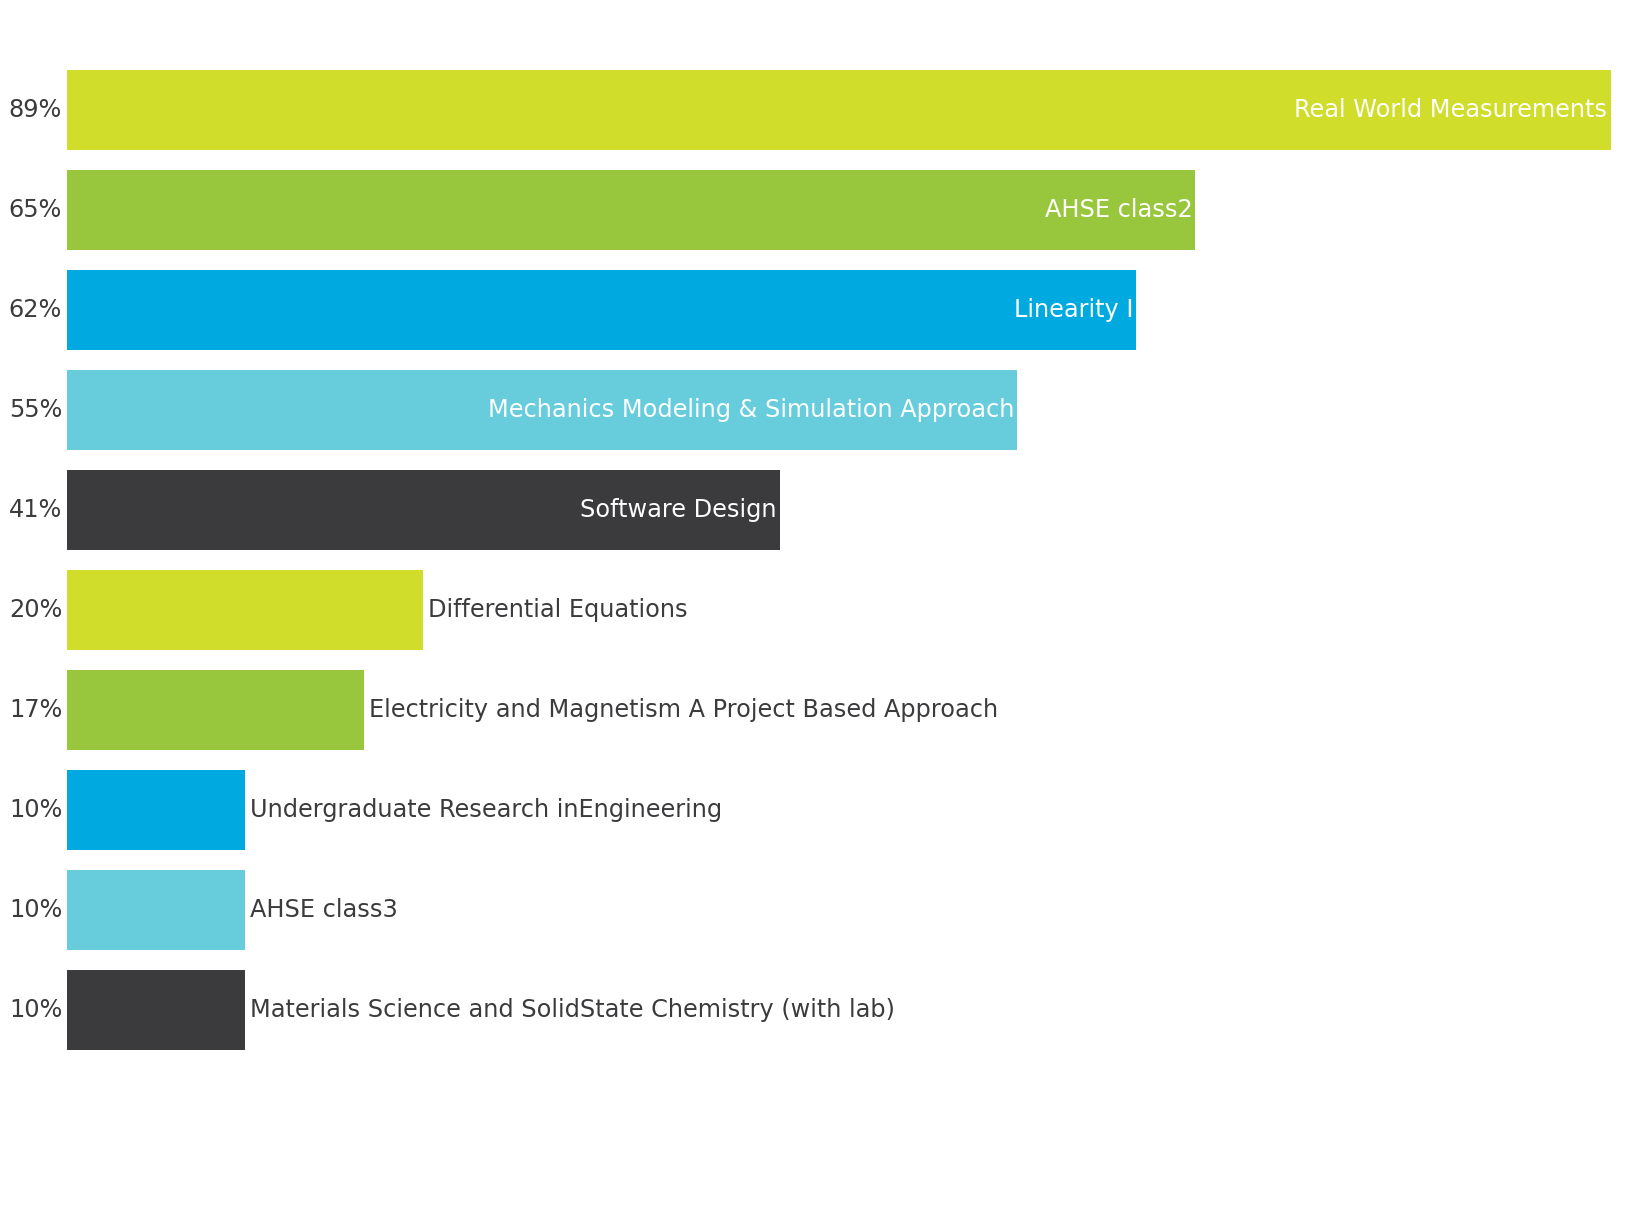 89% Real World Measurements
65% AHSE class2
62% Linearity I
55% Mechanics Modeling & Simulation Approach
41% Software Design
20% Differential Equations
17% Electricity and Magnetism A Project Based Approach
10% Undergraduate Research inEngineering
10% AHSE class3
10% Materials Science and SolidState Chemistry (with lab)